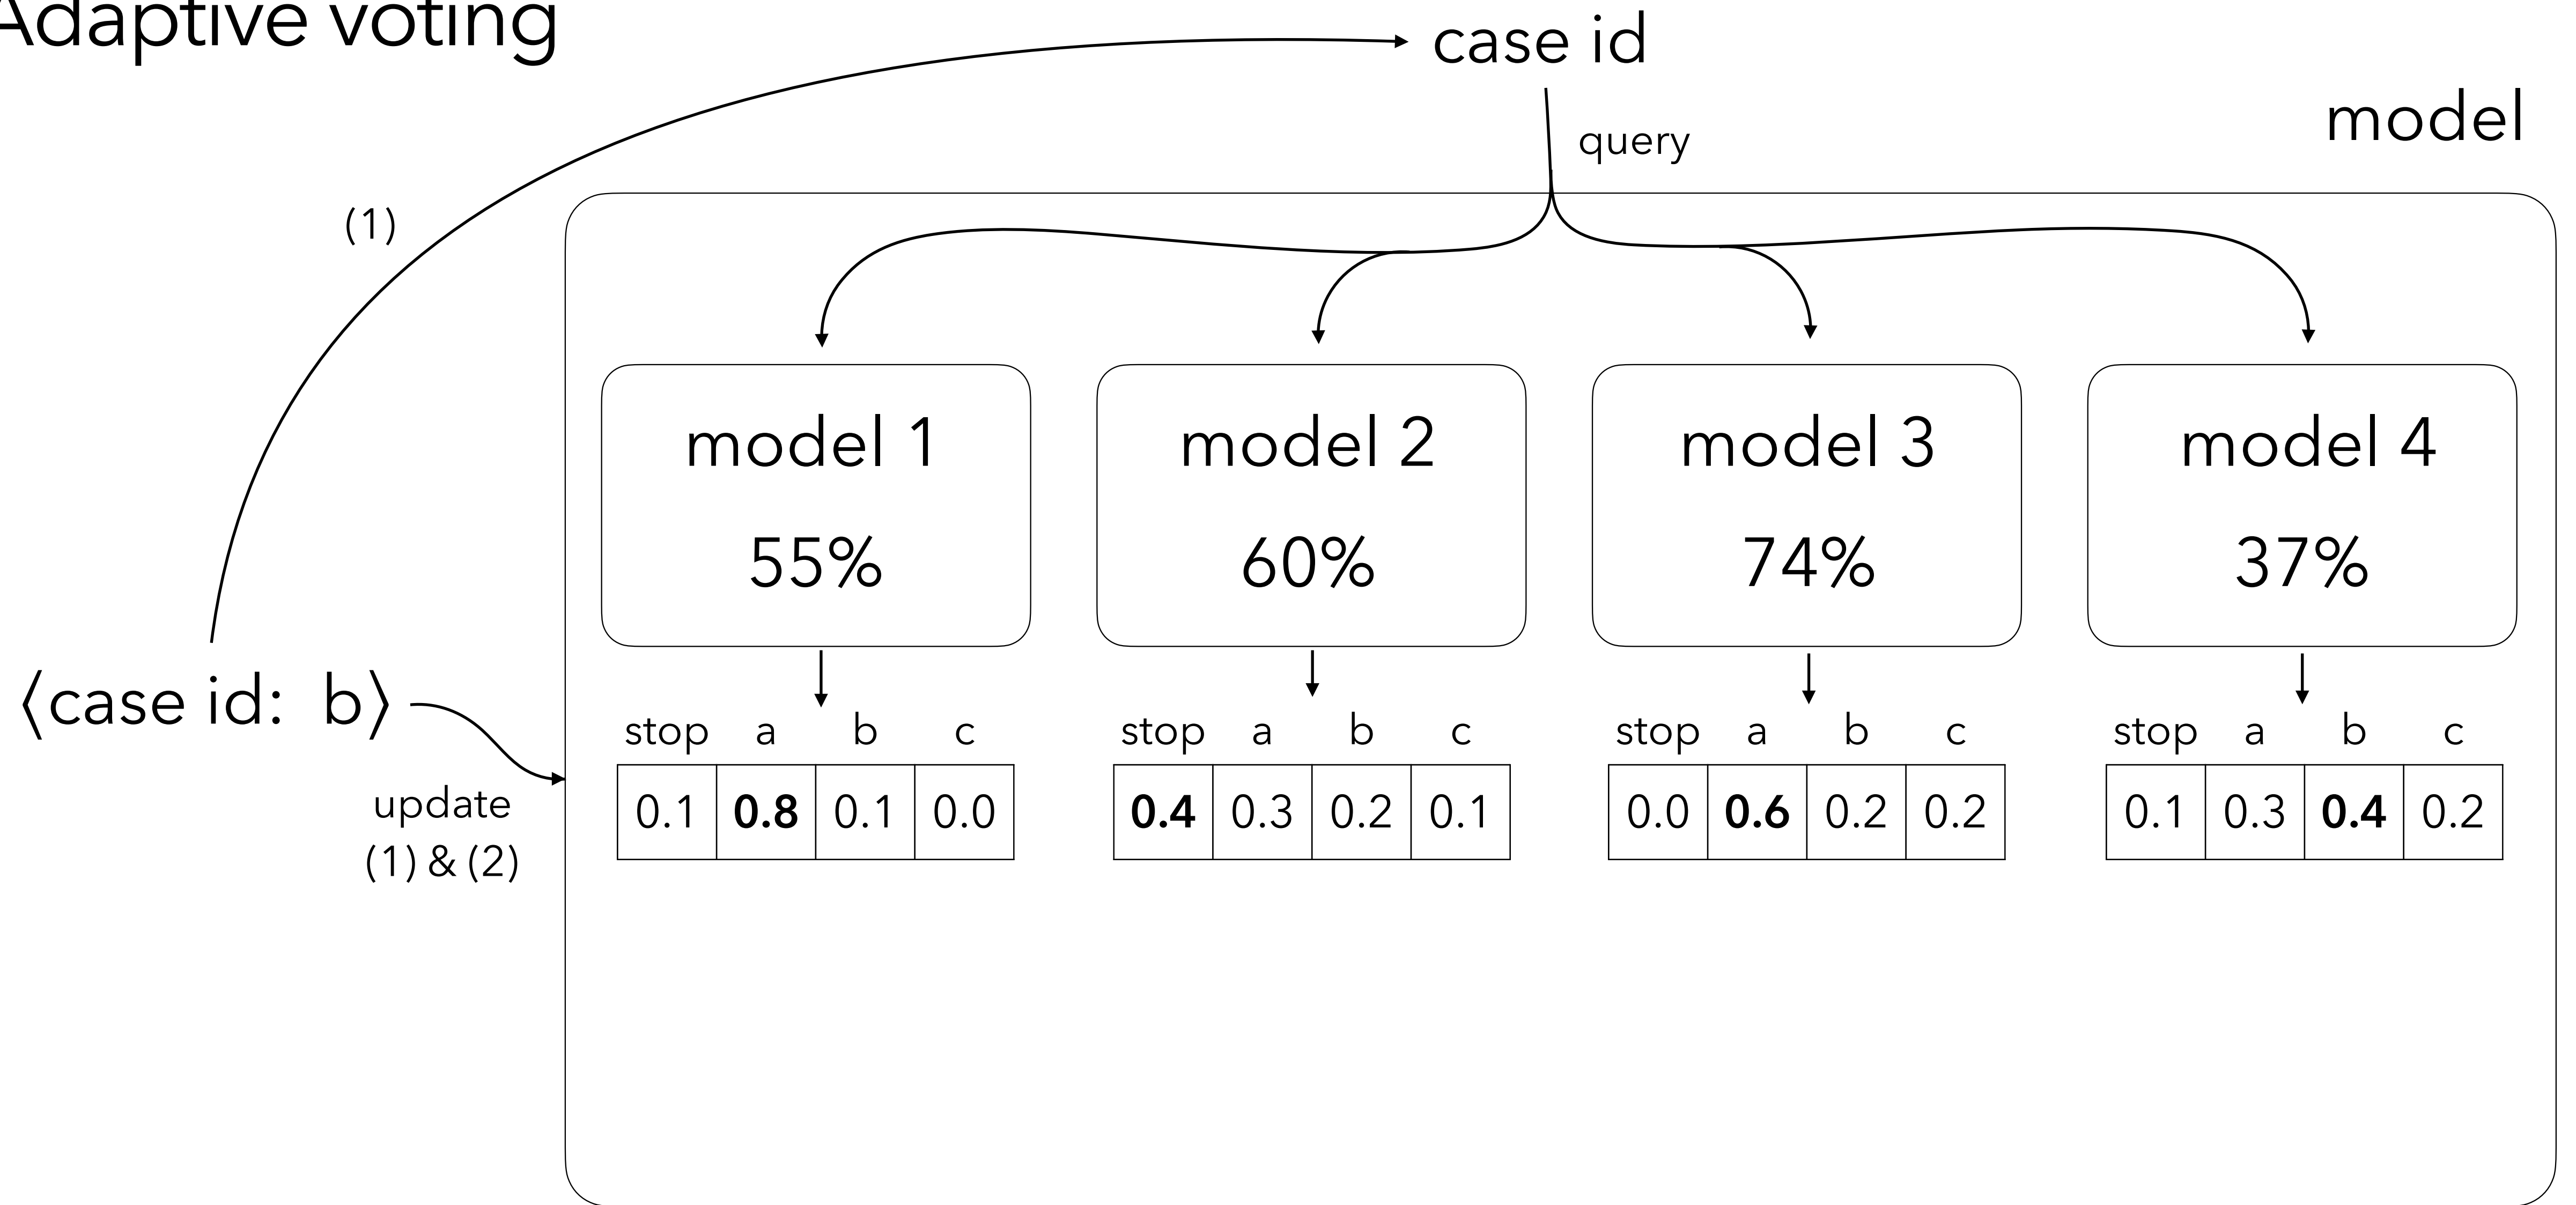 Adaptive voting
case id
model
query
(1)
model 1
model 2
model 3
model 4
55%
60%
74%
37%
⟨case id: b⟩
update
(1) & (2)
stop a b c
0.1 0.8 0.1 0.0
stop a b c
0.4 0.3 0.2 0.1
stop a b c
0.0 0.6 0.2 0.2
stop a b c
0.1 0.3 0.4 0.2